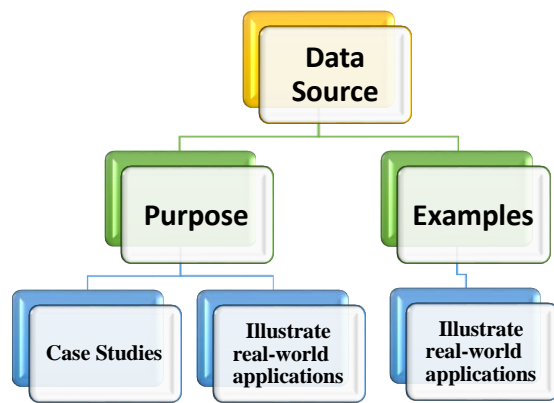 Data
Source
Purpose
Examples
Case Studies
Illustrate
real-world
applications
Illustrate
real-world
applications